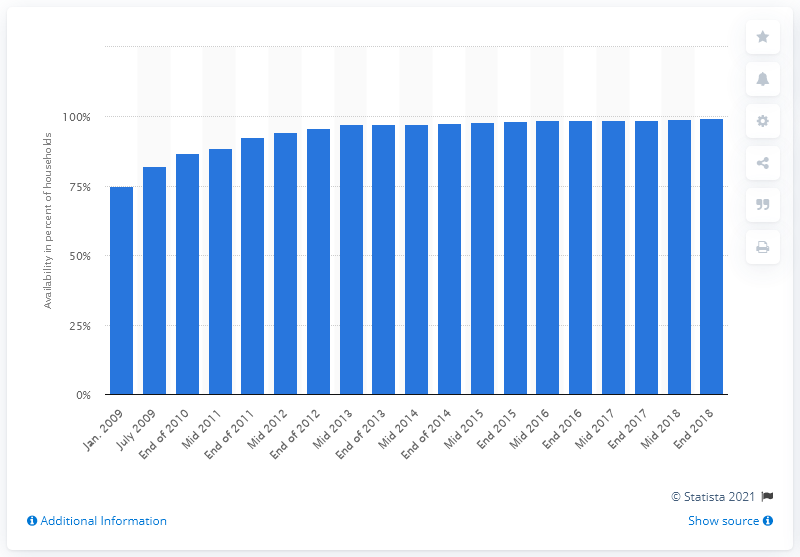 Availability in percent of households
100%
75%
50%
25%
0%
Jan. 2009
July 2009
End of 2010
Mid 2011
End of 2011
Mid 2012
End of 2012
Mid 2013
End of 2013
Mid 2014
End of 2014
Mid 2015
End 2015
Mid 2016
End 2016
Mid 2017
End 2017
Mid 2018
End 2018
© Statista 2021
Additional Information
Show source